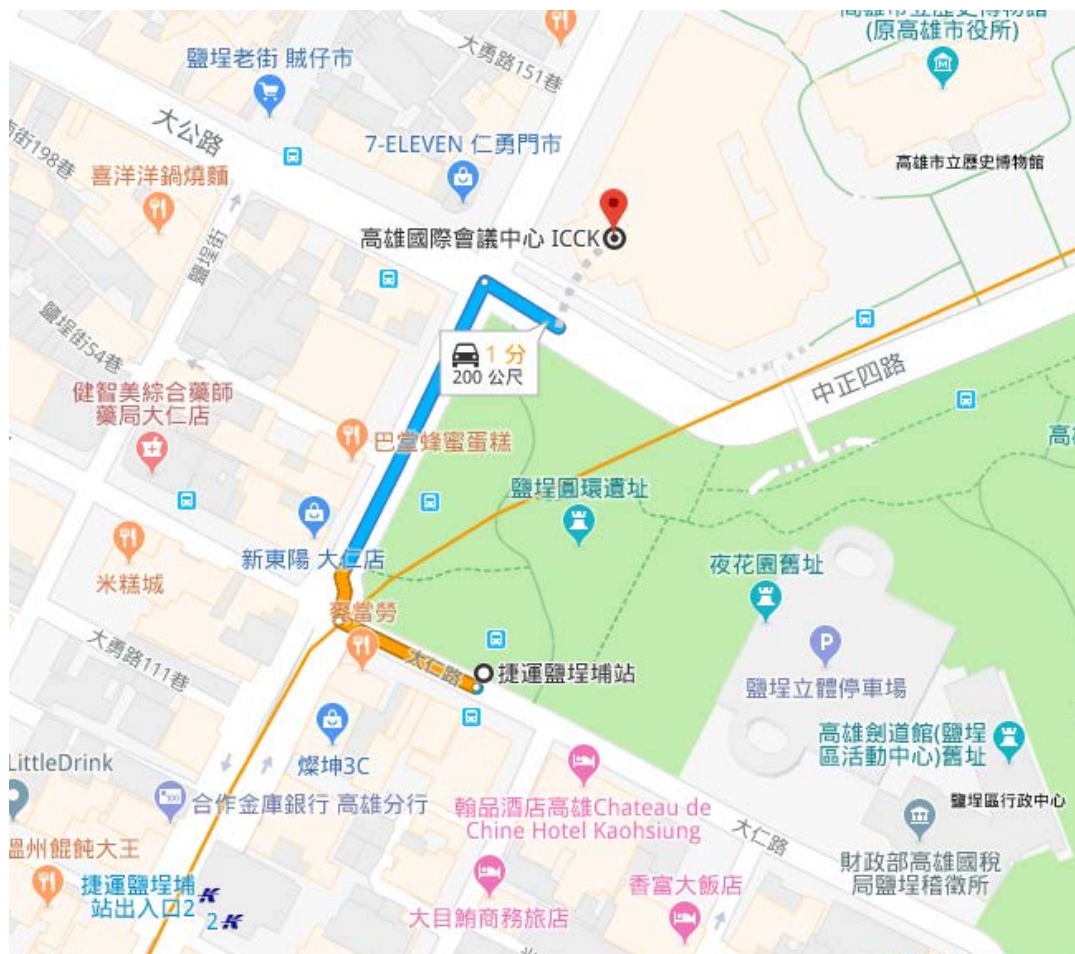 高雄市立歷史博物館
(原高雄市役所)
大勇路151巷
鹽埕老街 賊仔市
大公路
7-ELEVEN 仁勇門市
街198巷
喜洋洋鍋燒麵
高雄市立歷史博物館
高雄國際會議中心 ICCK
鹽埕街
鹽埕街54巷
1 分
200 公尺
中正四路
健智美綜合藥師
藥局大仁店
巴堂蜂蜜蛋糕
高雄
鹽埕圓環遺址
新東陽 大仁店
夜花園舊址
米糕城
麥當勞
大仁路
捷運鹽埕埔站
大勇路111巷
P
鹽埕立體停車場
高雄劍道館(鹽埕
區活動中心)舊址
LittleDrink
燦坤3C
合作金庫銀行 高雄分行
翰品酒店高雄Chateau de
Chine Hotel Kaohsiung
鹽埕區行政中心
大仁路
溫州餛飩大王
財政部高雄國稅
局鹽埕稽徵所
捷運鹽埕埔
站出入口2
2
香富大飯店
大目鮪商務旅店